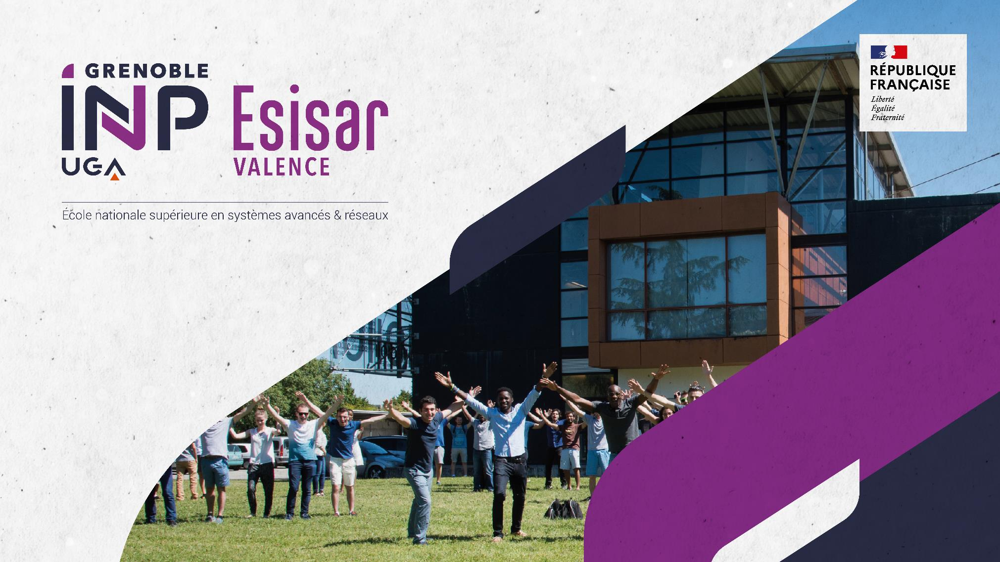 GRENOBLE
INP
UGA
Esisar
VALENCE
École nationale supérieure en systèmes avancés & réseaux
RÉPUBLIQUE
FRANÇAISE
Liberté
Égalité
Fraternité